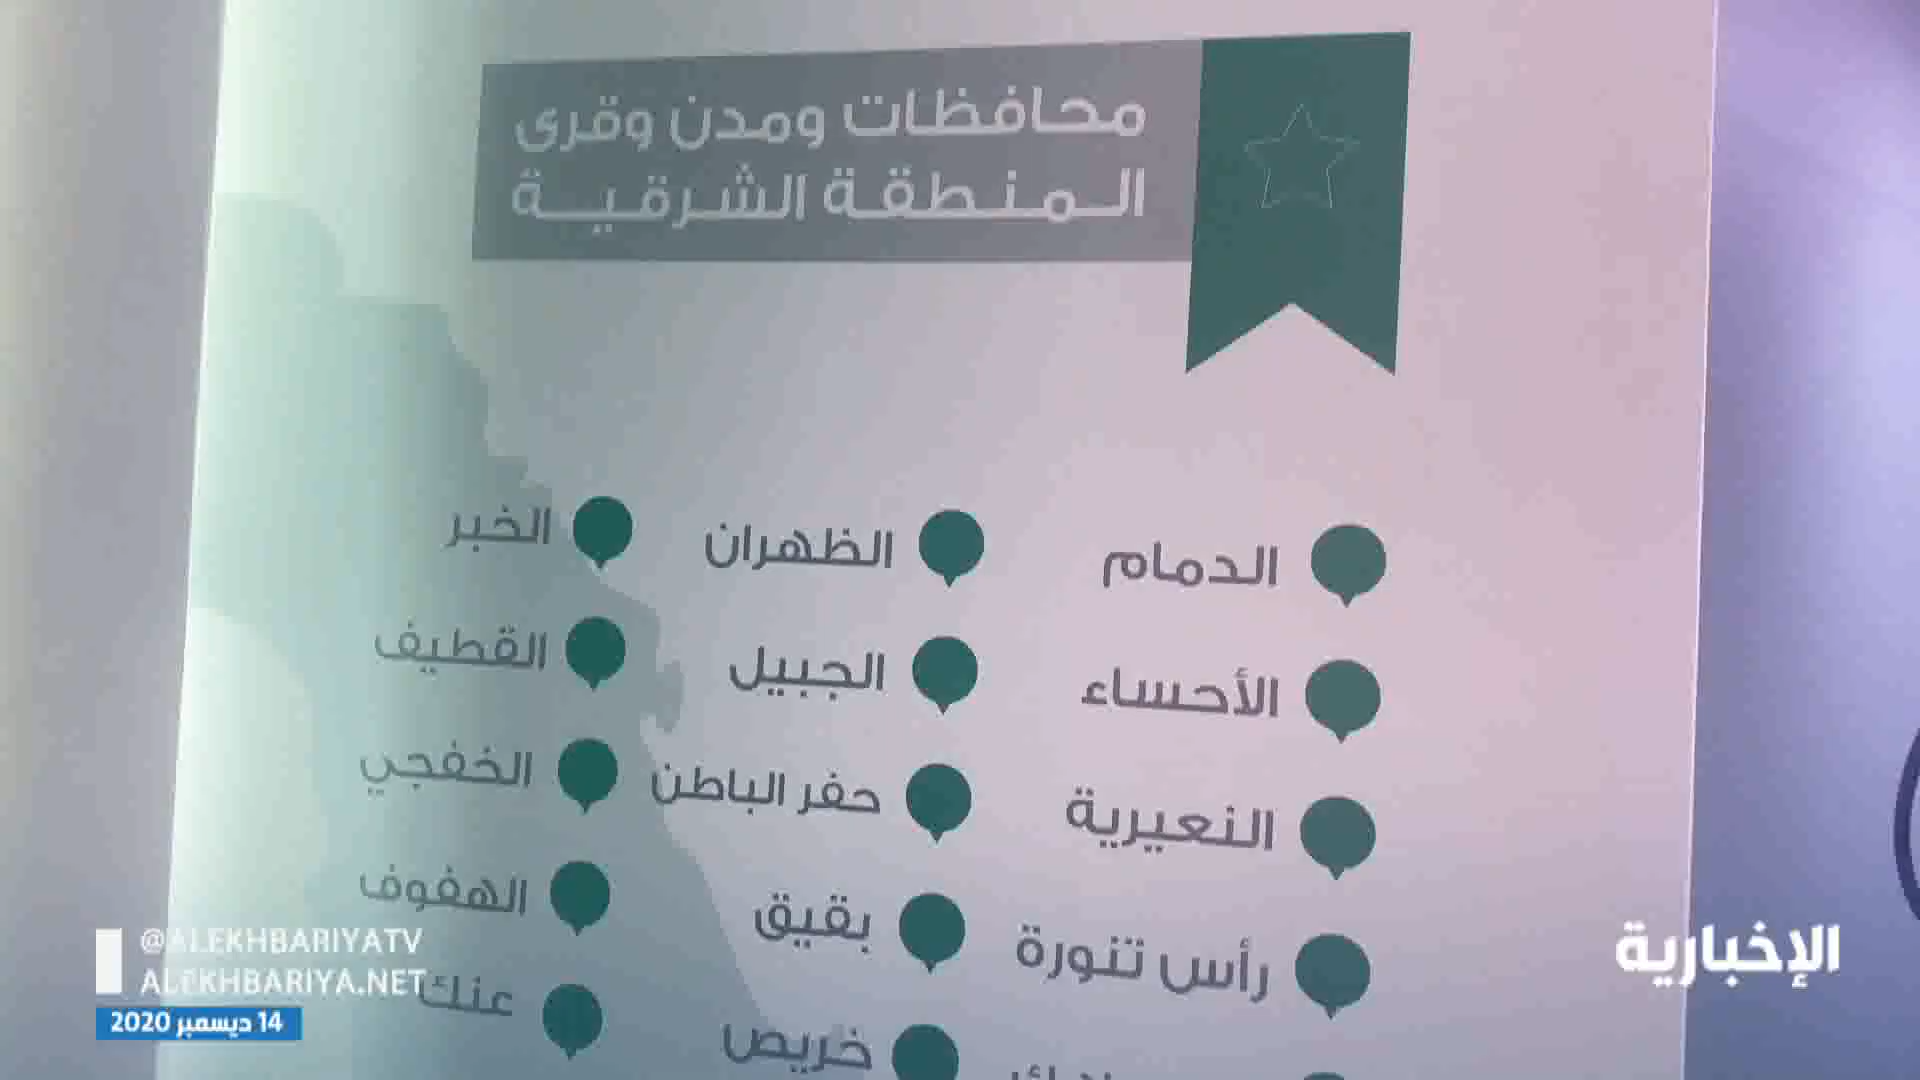 محافظات ومدن وقرى
المنطقة الشرقية
الدمام
الظهران
الخبر
الأحساء
الجبيل
القطيف
النعيرية
حفر الباطن
الخفجي
رأس تنورة
بقيق
الهفوف
خريص
عنك
الإخبارية
@ALEKHBARIYATV
ALEKHBARIYA.NET
14 ديسمبر 2020